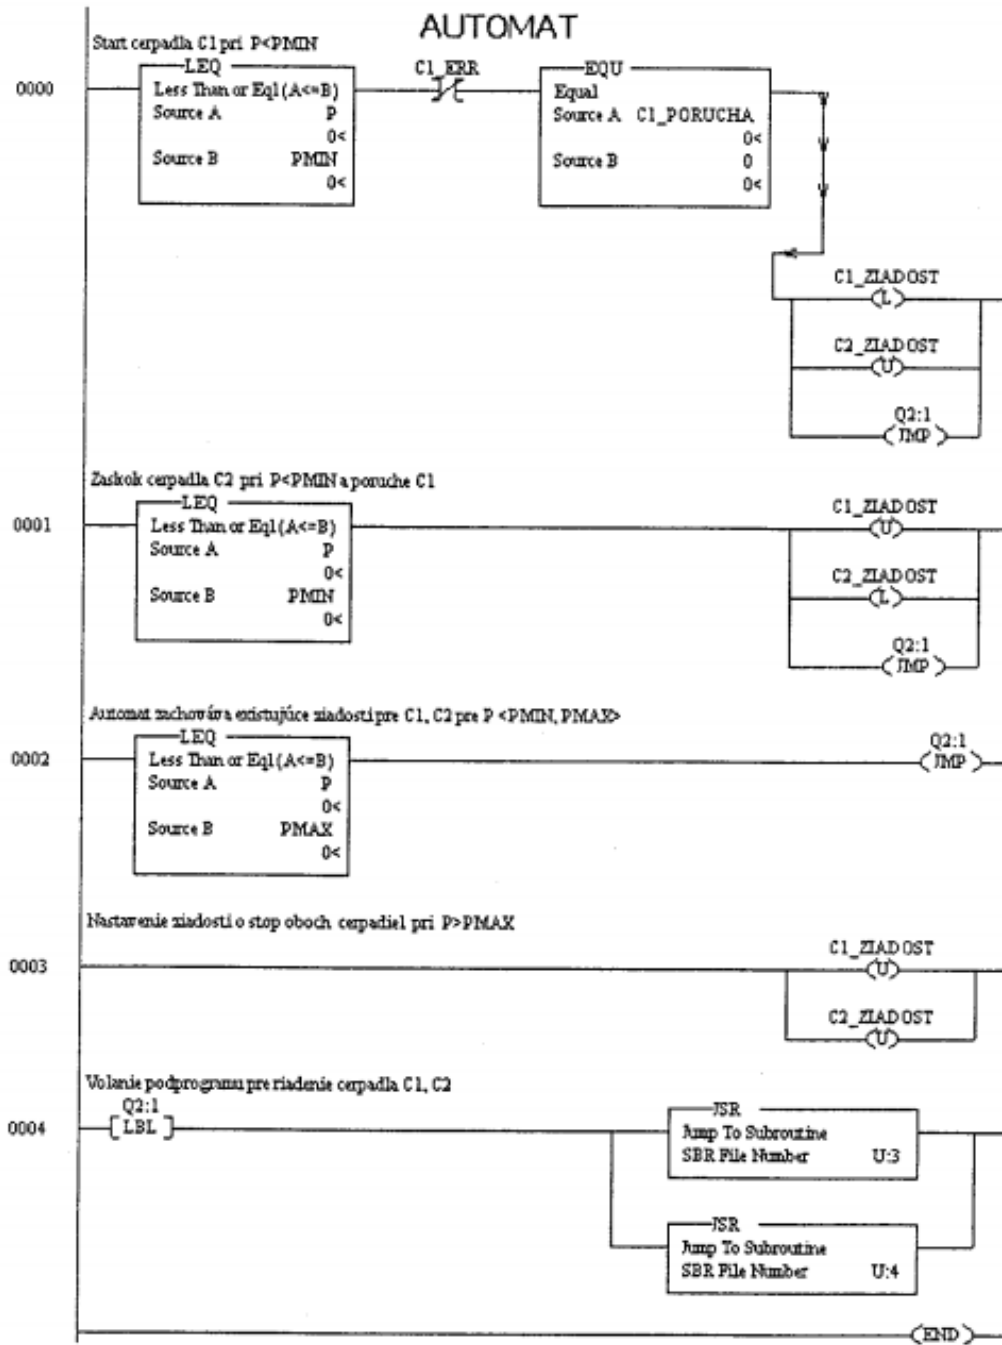 AUTOMAT
Start cerpadla C1 pri P<PMIN
0000
LEQ
Less Than or Eql (A<=B)
Source A P
0<
Source B PMIN
0<
C1_ERR
EQU
Equal
Source A C1_PORUCHA
0<
Source B 0
0<
C1_ZIADOST
L
C2_ZIADOST
U
Q2:1
JMP
Zaskok cerpadla C2 pri P<PMIN a poruche C1
0001
LEQ
Less Than or Eql (A<=B)
Source A P
0<
Source B PMIN
0<
C1_ZIADOST
U
C2_ZIADOST
L
Q2:1
JMP
Automat zachováva existujúce ziadosti pre C1, C2 pre P <PMIN, PMAX>
0002
LEQ
Less Than or Eql (A<=B)
Source A P
0<
Source B PMAX
0<
Q2:1
JMP
Nastavenie ziadosti o stop oboch cerpadiel pri P>PMAX
0003
C1_ZIADOST
U
C2_ZIADOST
U
Volanie podprogramu pre riadenie cerpadla C1, C2
0004
Q2:1
LBL
JSR
Jump To Subroutine
SBR File Number U:3
JSR
Jump To Subroutine
SBR File Number U:4
END